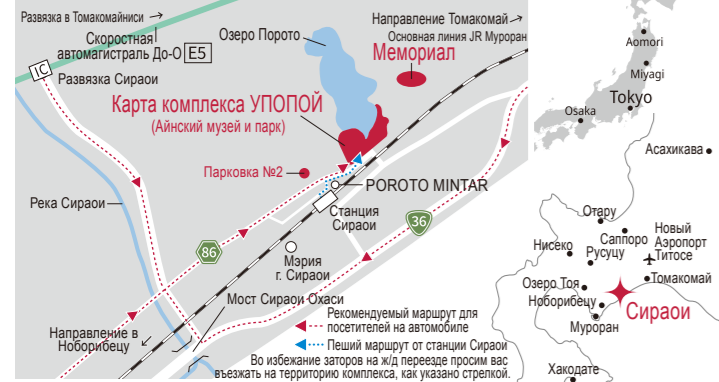 Развязка в Томакомайниси
Скоростная
автомагистраль До-О E5
IC
Развязка Сираои
Озеро Порото
Направление Томакомай
Основная линия JR Муроран
Мемориал
Карта комплекса УПОПОЙ
(Айнский музей и парк)
Парковка №2
POROTO MINTAR
Река Сираои
Станция
Сираои
36
86
Мэрия
г. Сираои
Мост Сираои Охаси
Направление в
Ноборибецу
Рекомендуемый маршрут для
посетителей на автомобиле
Пеший маршрут от станции Сираои
Во избежание заторов на ж/д переезде просим вас
въезжать на территорию комплекса, как указано стрелкой.
Aomori
Miyagi
Tokyo
Osaka
Асахикава
Отару
Саппоро
Новый
Аэропорт
Титосе
Нисеко
Русуцу
Томакомай
Озеро Тоя
Ноборибецу
Сираои
Муроран
Хакодате